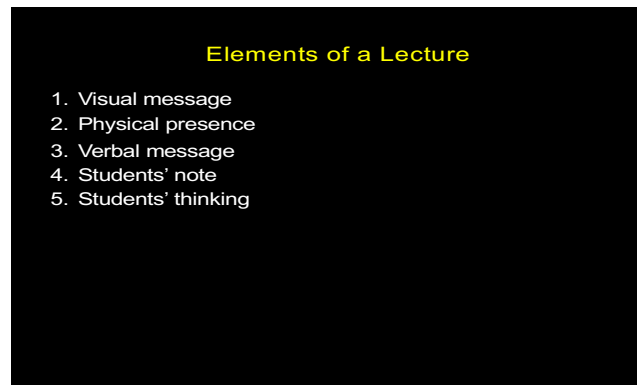 Elements of a Lecture
1. Visual message
2. Physical presence
3. Verbal message
4. Students’ note
5. Students’ thinking